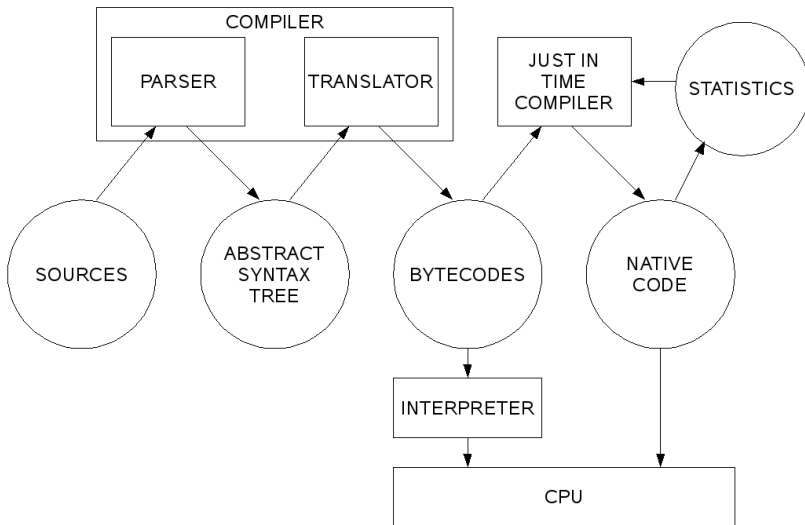 COMPILER
PARSER
TRANSLATOR
JUST IN
TIME
COMPILER
STATISTICS
SOURCES
ABSTRACT
SYNTAX
TREE
BYTECODES
NATIVE
CODE
INTERPRETER
CPU